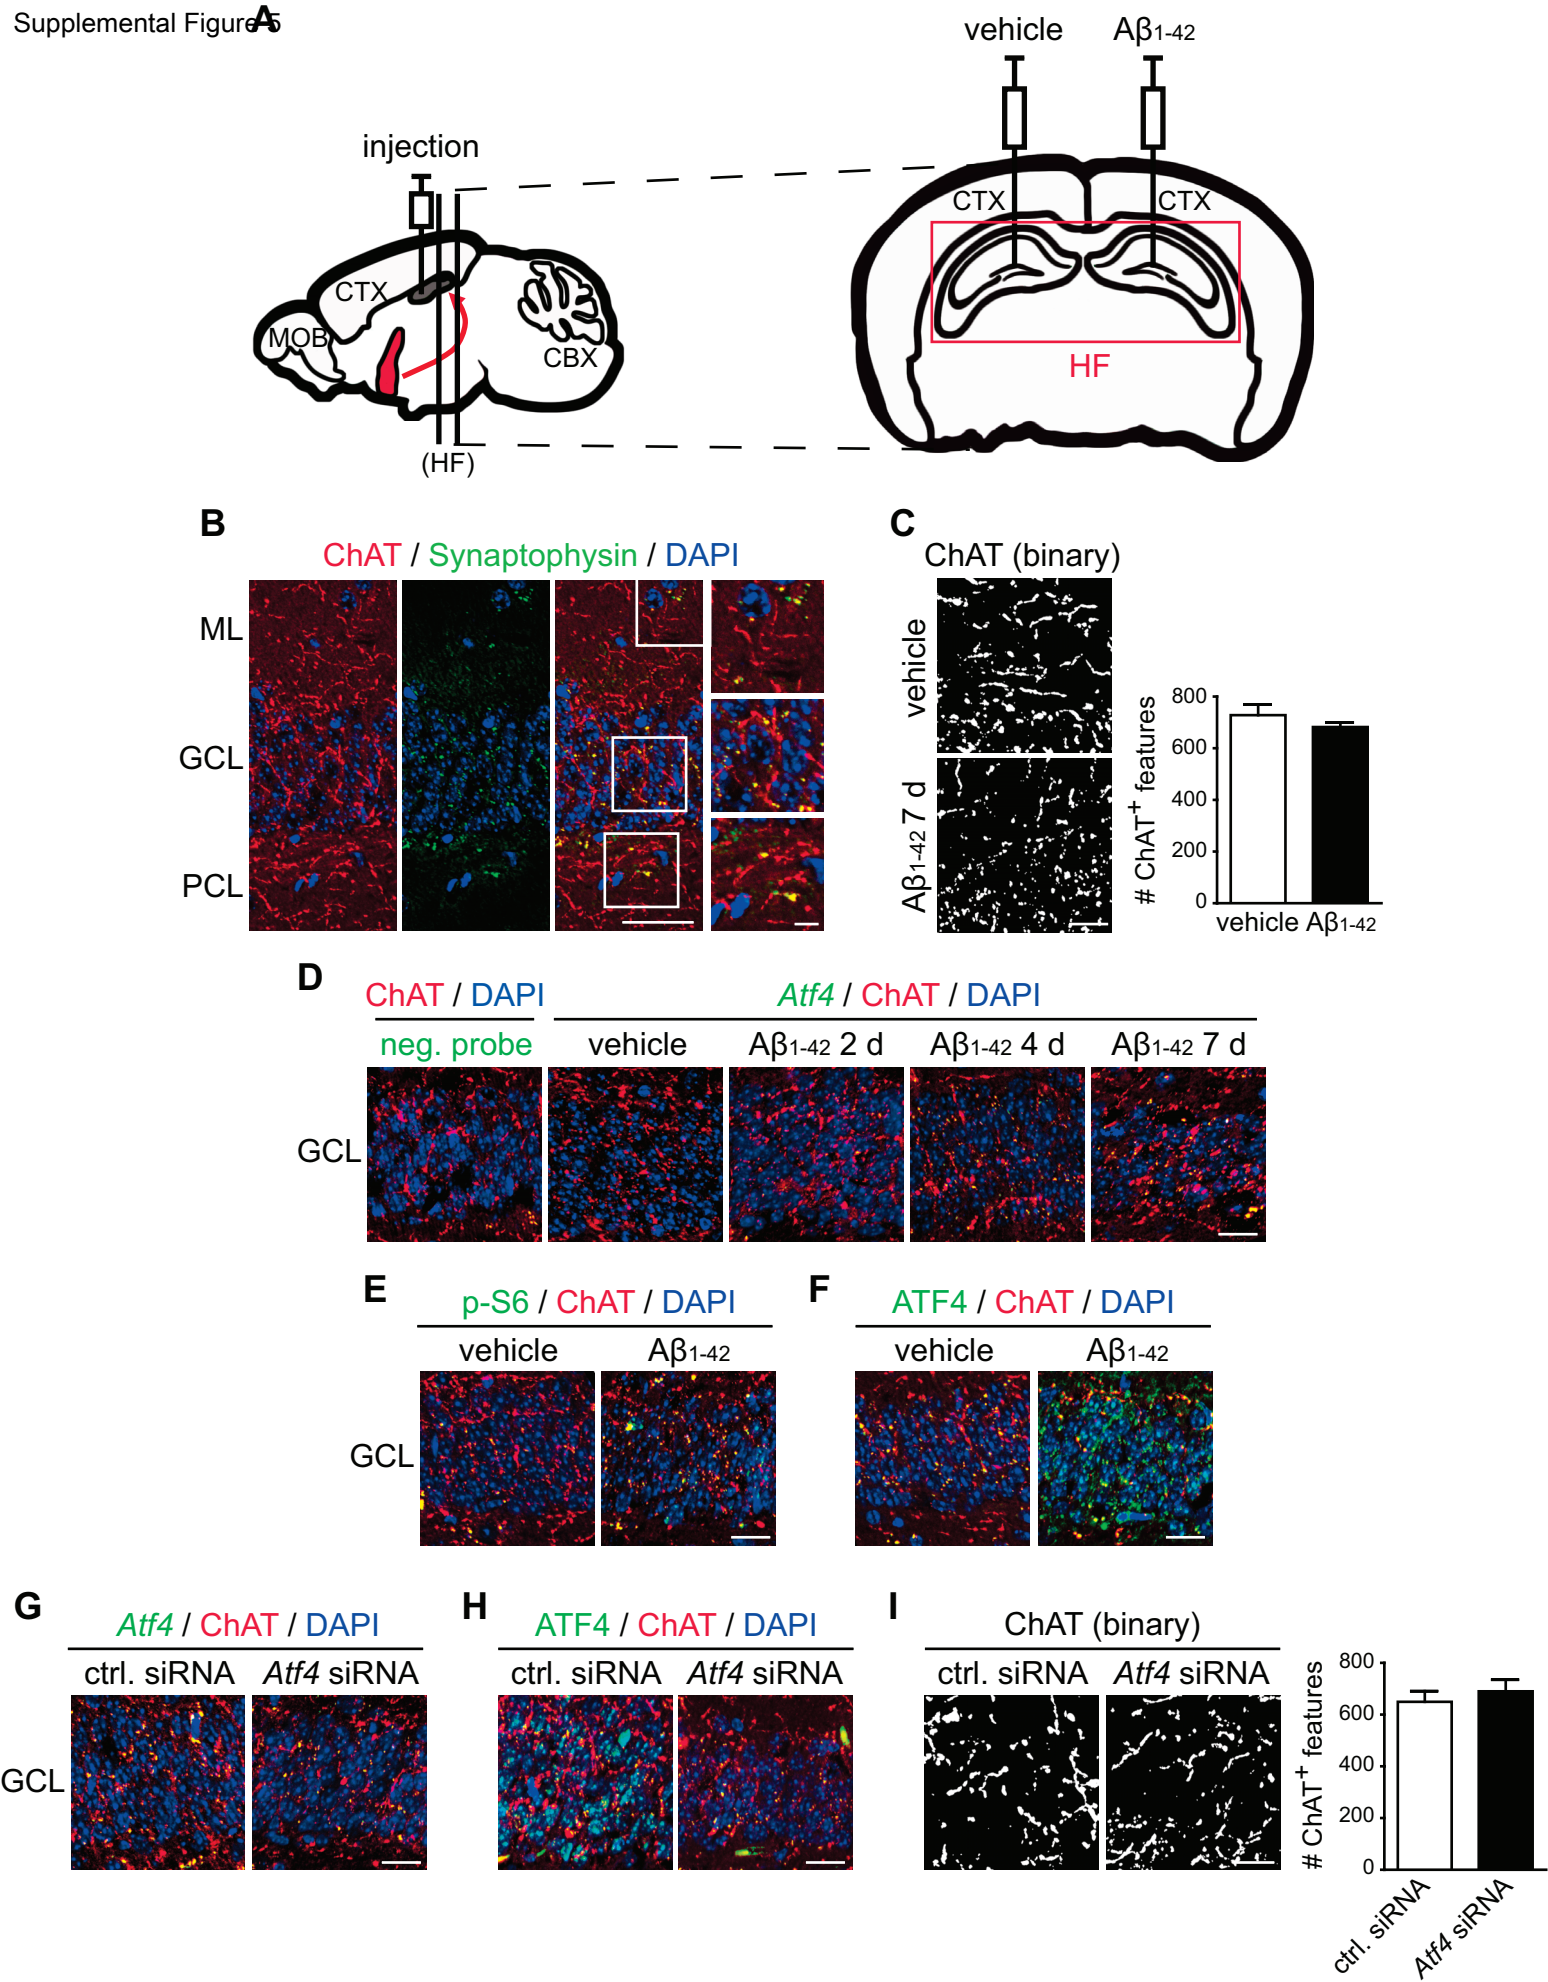 Supplemental Figure 5
A
vehicle Aβ1-42
injection
CTX CTX
CTX
MOB
CBX
HF
(HF)
B
ChAT / Synaptophysin / DAPI
ML
GCL
PCL
C
ChAT (binary)
vehicle
Aβ1-42 7 d
# ChAT+ features
800
600
400
200
0
vehicle Aβ1-42
D
ChAT / DAPI
Atf4 / ChAT / DAPI
neg. probe vehicle Aβ1-42 2 d Aβ1-42 4 d Aβ1-42 7 d
GCL
E
p-S6 / ChAT / DAPI
vehicle Aβ1-42
GCL
F
ATF4 / ChAT / DAPI
vehicle Aβ1-42
G
Atf4 / ChAT / DAPI
ctrl. siRNA Atf4 siRNA
GCL
H
ATF4 / ChAT / DAPI
ctrl. siRNA Atf4 siRNA
I
ChAT (binary)
ctrl. siRNA Atf4 siRNA
# ChAT+ features
800
600
400
200
0
ctrl. siRNA
Atf4 siRNA